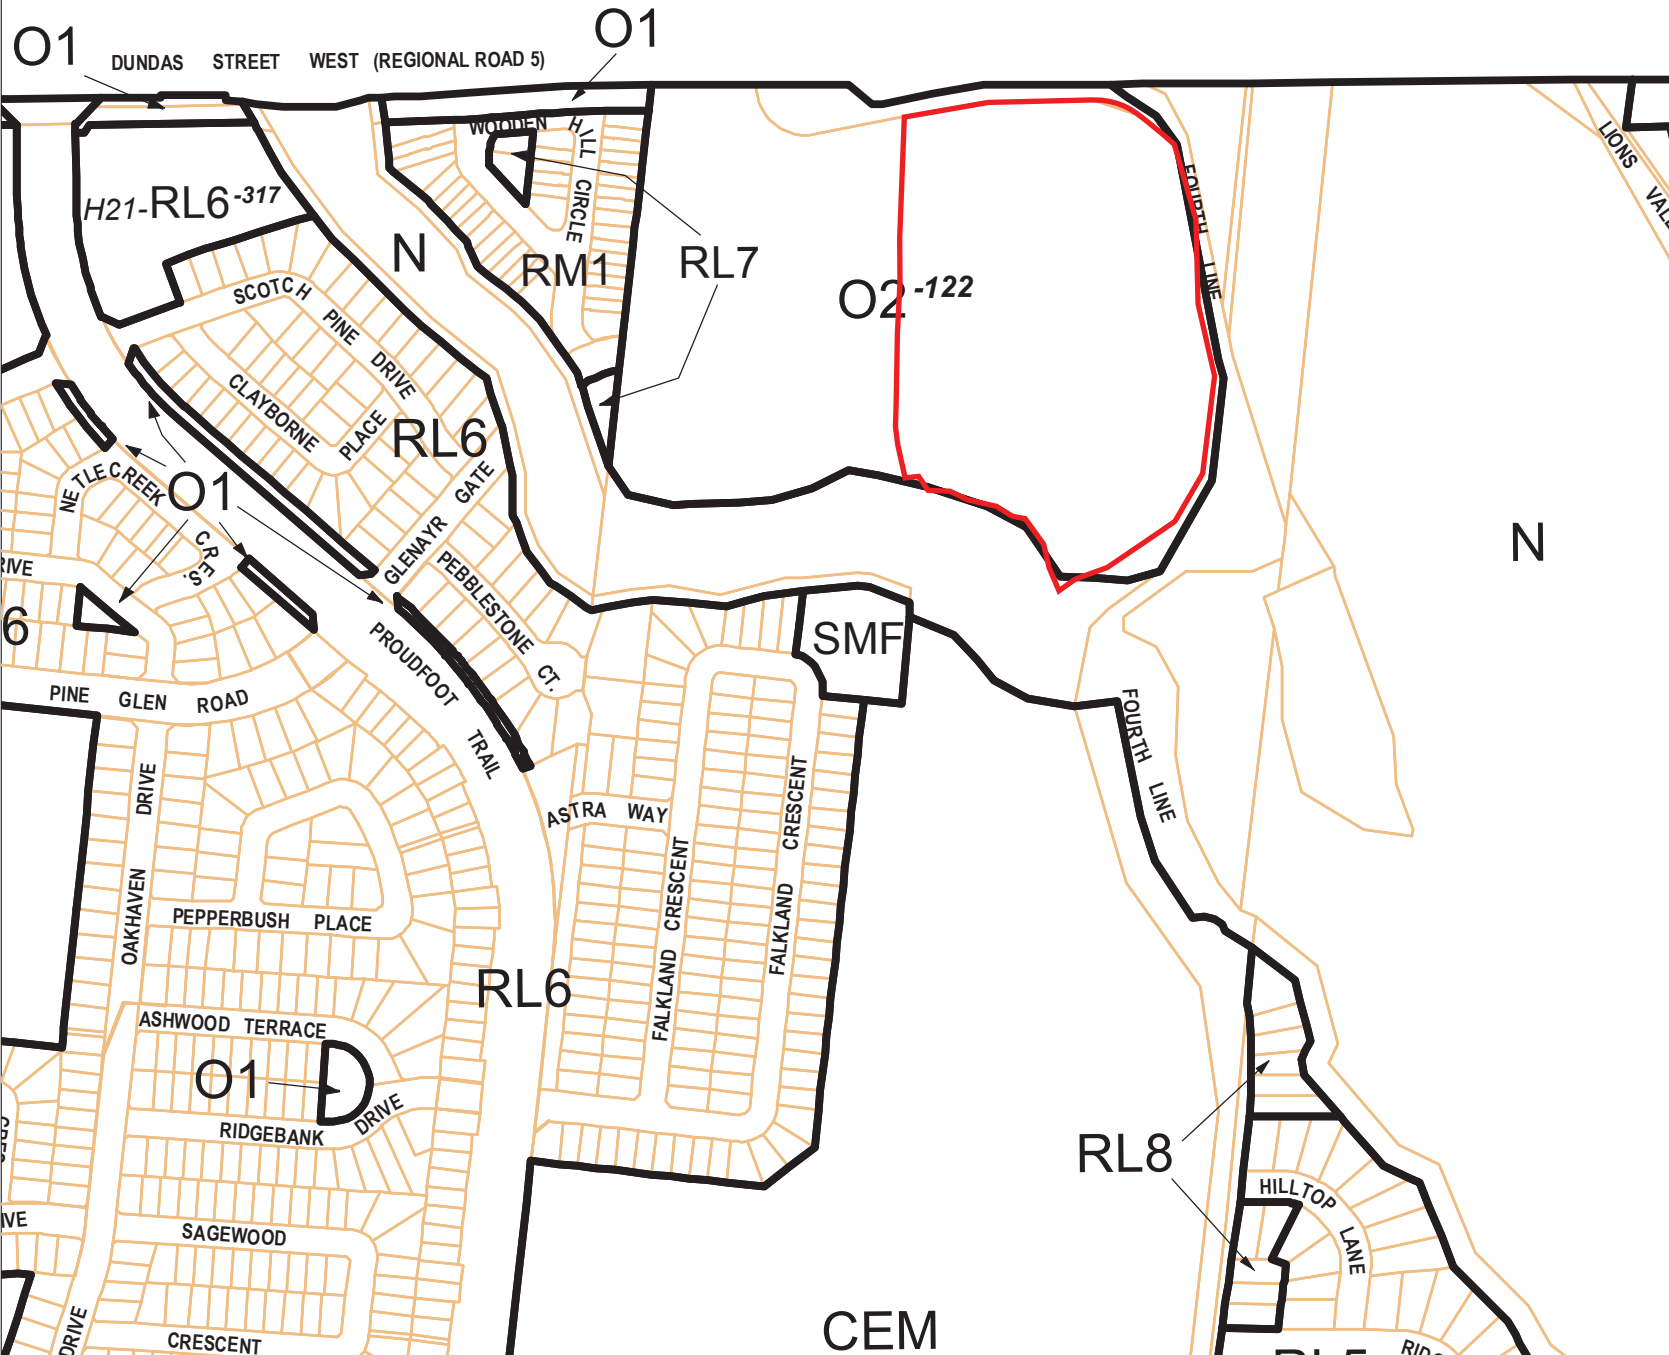 O1
DUNDAS STREET WEST (REGIONAL ROAD 5)
O1
WOODEN HILL CIRCLE
LIONS
H21-RL6-317
FOURTH LINE
N
RM1
RL7
O2-122
SCOTCH PINE DRIVE
CLAYBORNE PLACE
RL6
NETTLECREEK CRES.
O1
GLENAYR GATE
N
PEBBLESTONE CT.
6
SMF
PROUDFOOT TRAIL
PINE GLEN ROAD
FOURTH LINE
OAKHAVEN DRIVE
ASTRA WAY
FALKLAND CRESCENT
FALKLAND CRESCENT
PEPPERBUSH PLACE
RL6
ASHWOOD TERRACE
O1
RIDGEBANK DRIVE
RL8
HILLTOP LANE
IVE
SAGEWOOD
CRESCENT
DRIVE
CEM
RL5